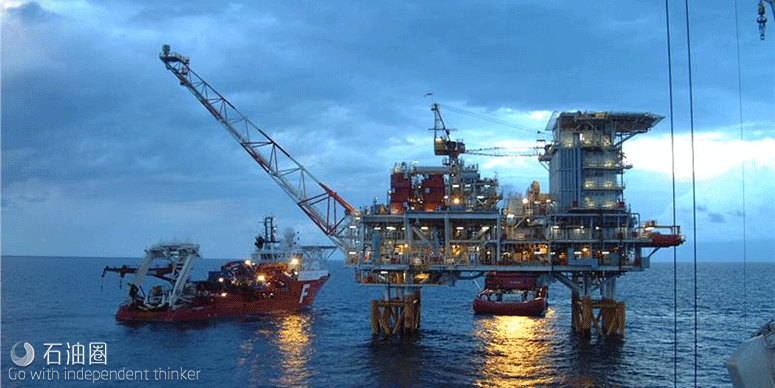 F
石油圈
Go with independent thinker